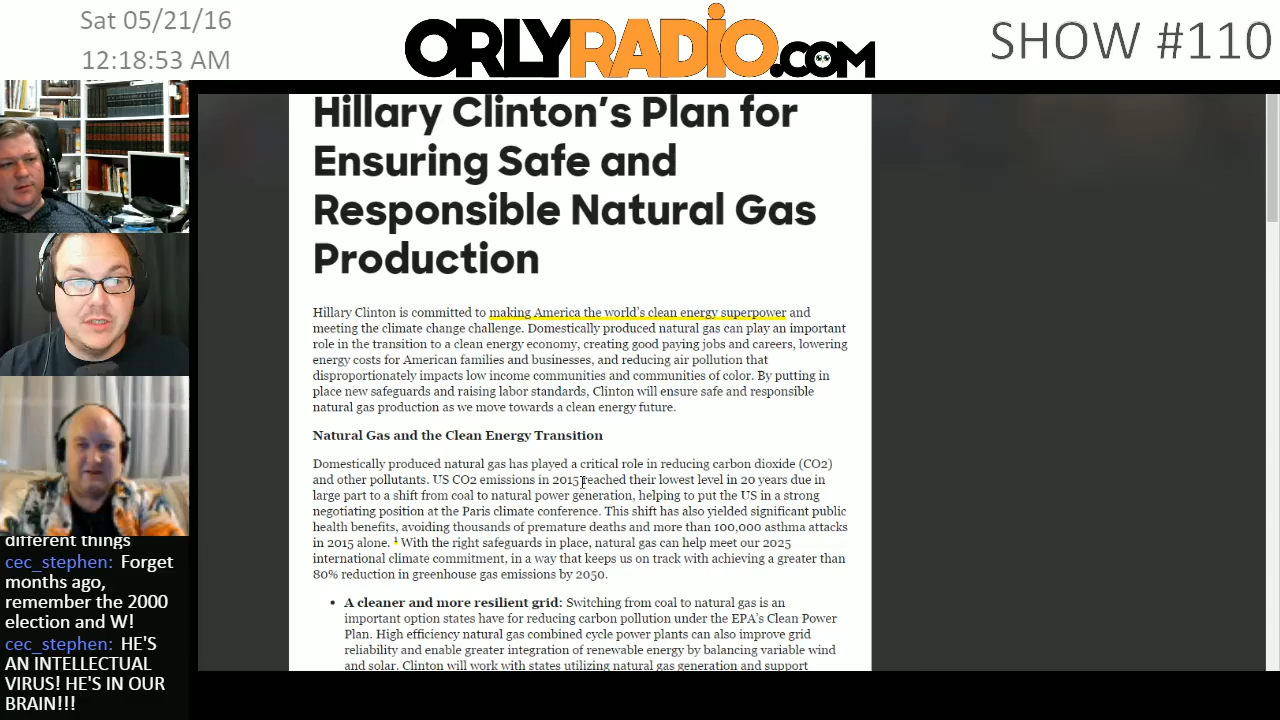 Sat 05/21/16
12:18:53 AM
ORLYRADIO.COM
SHOW #110
Hillary Clinton's Plan for
Ensuring Safe and
Responsible Natural Gas
Production
Hillary Clinton is committed to making America the world's clean energy superpower and
meeting the climate change challenge. Domestically produced natural gas can play an important
role in the transition to a clean energy economy, creating good paying jobs and careers, lowering
energy costs for American families and businesses, and reducing air pollution that
disproportionately impacts low income communities and communities of color. By putting in
place new safeguards and raising labor standards, Clinton will ensure safe and responsible
natural gas production as we move towards a clean energy future.
Natural Gas and the Clean Energy Transition
Domestically produced natural gas has played a critical role in reducing carbon dioxide (CO2)
and other pollutants. US CO2 emissions in 2015 reached their lowest level in 20 years due in
large part to a shift from coal to natural power generation, helping to put the US in a strong
negotiating position at the Paris climate conference. This shift has also yielded significant public
health benefits, avoiding thousands of premature deaths and more than 100,000 asthma attacks
in 2015 alone. 1 With the right safeguards in place, natural gas can help meet our 2025
international climate commitment, in a way that keeps us on track with achieving a greater than
80% reduction in greenhouse gas emissions by 2050.
• A cleaner and more resilient grid: Switching from coal to natural gas is an
important option states have for reducing carbon pollution under the EPA's Clean Power
Plan. High efficiency natural gas combined cycle power plants can also improve grid
reliability and enable greater integration of renewable energy by balancing variable wind
and solar. Clinton will work with states utilizing natural gas generation and support
different things
cec_stephen: Forget
months ago,
remember the 2000
election and W!
cec_stephen: HE'S
AN INTELLECTUAL
VIRUS! HE'S IN OUR
BRAIN!!!